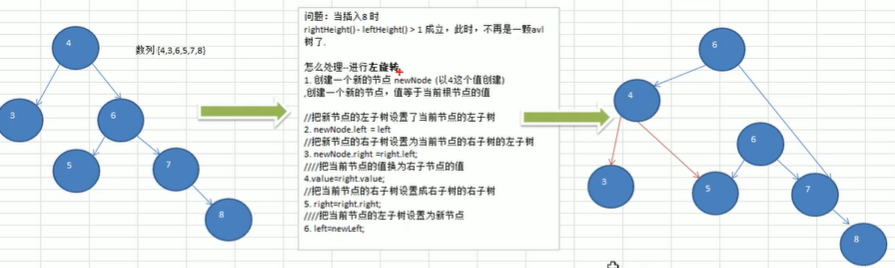 4
数列 {4,3,6,5,7,8}
3
6
5
7
8
问题：当插入8 时
rightHeight() - leftHeight() > 1 成立，此时，不再是一颗avl
树了.
怎么处理--进行左旋转
1. 创建一个新的节点 newNode (以4这个值创建)
,创建一个新的节点，值等于当前根节点的值
//把新节点的左子树设置了当前节点的左子树
2. newNode.left = left
//把新节点的右子树设置为当前节点的右子树的左子树
3. newNode.right =right.left;
////把当前节点的值换为右子节点的值
4.value=right.value;
//把当前节点的右子树设置成右子树的右子树
5. right=right.right;
////把当前节点的左子树设置为新节点
6. left=newLeft;
6
4
6
3
5
7
8